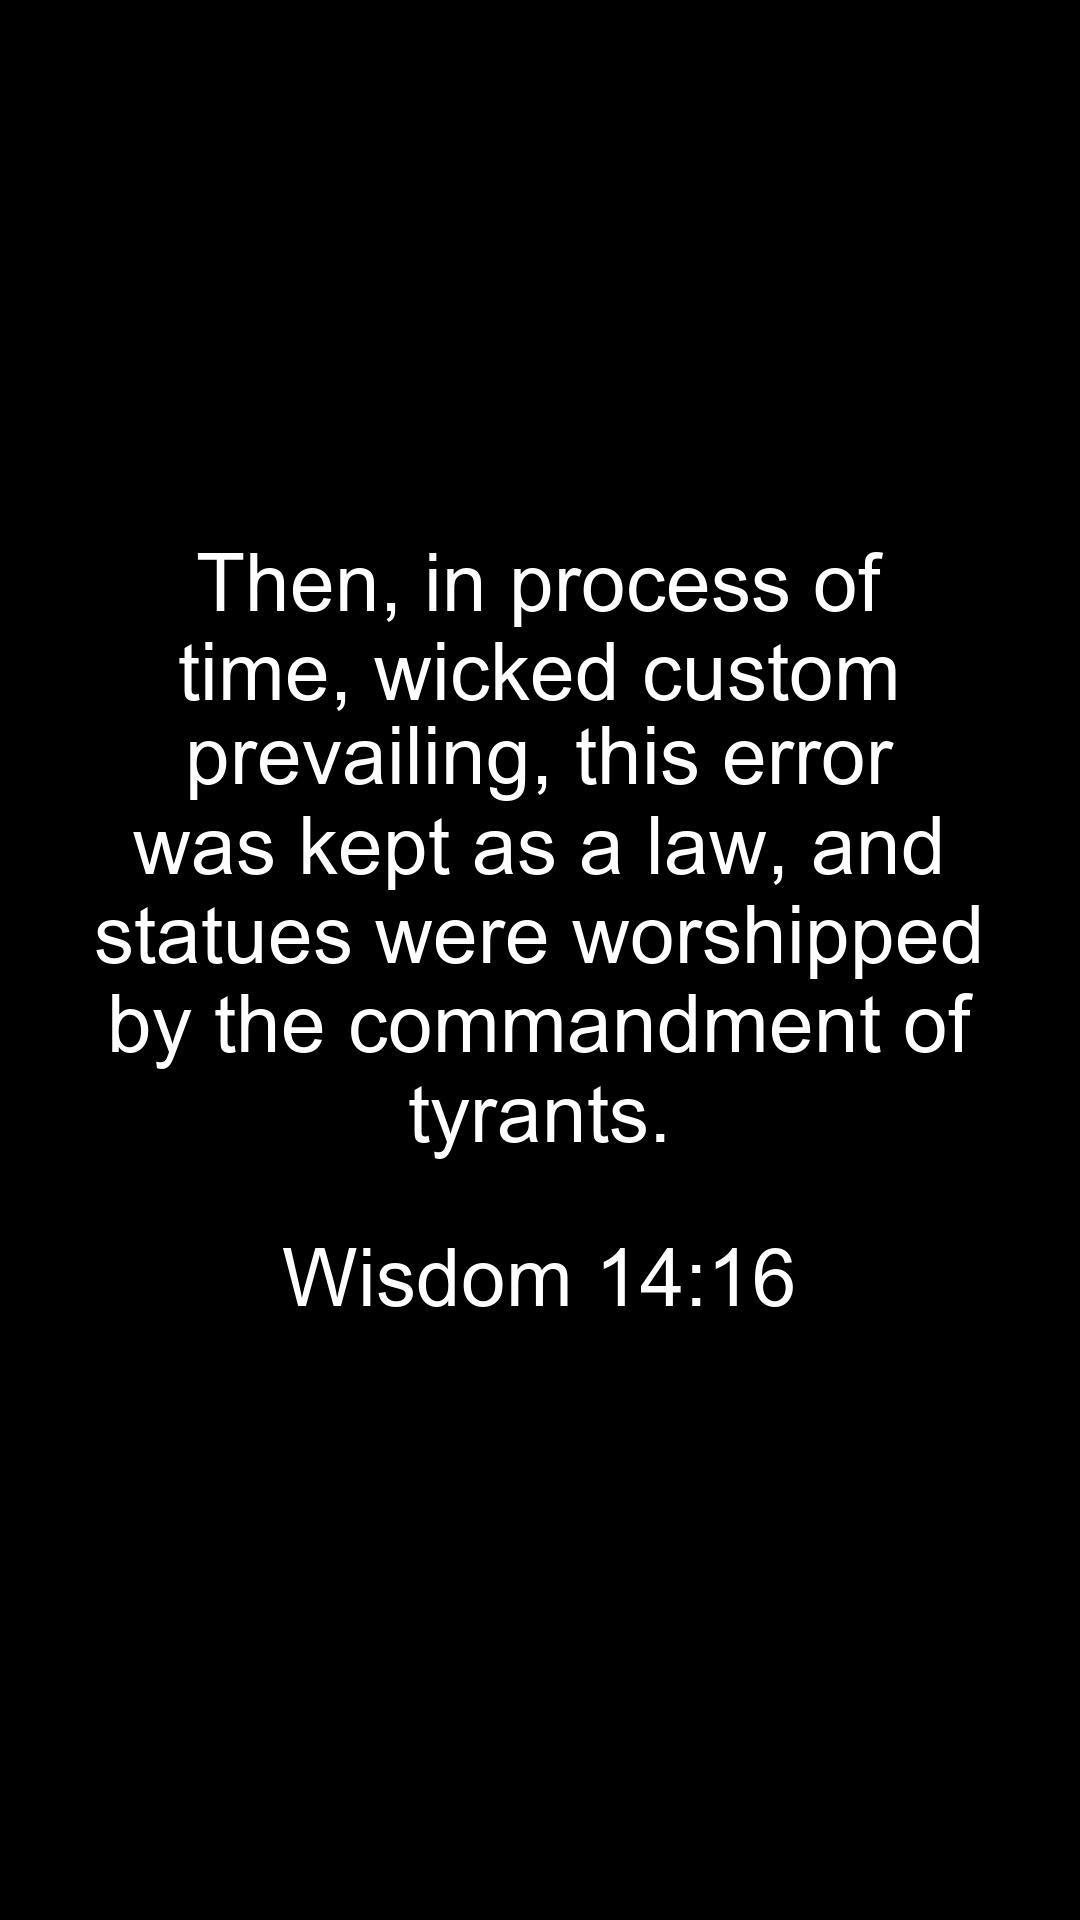 Then, in process of
time, wicked custom
prevailing, this error
was kept as a law, and
statues were worshipped
by the commandment of
tyrants.
Wisdom 14:16